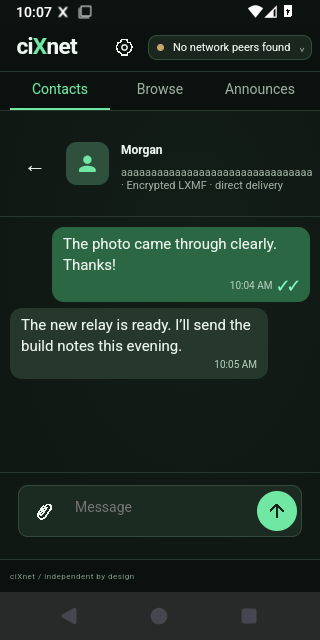 10:07
ciXnet
No network peers found
Contacts
Browse
Announces
Morgan
aaaaaaaaaaaaaaaaaaaaaaaaaaaaaaaa
· Encrypted LXMF · direct delivery
The photo came through clearly.
Thanks!
10:04 AM
The new relay is ready. I’ll send the
build notes this evening.
10:05 AM
Message
ciXnet / independent by design